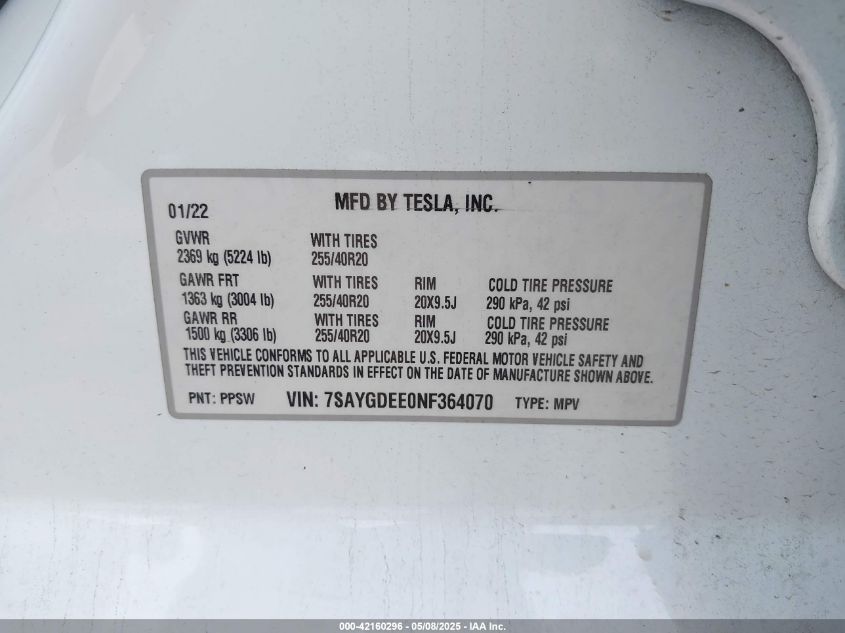 MFD BY TESLA, INC.
01/22
GVWR WITH TIRES
2369 kg (5224 lb) 255/40R20
GAWR FRT WITH TIRES RIM COLD TIRE PRESSURE
1363 kg (3004 lb) 255/40R20 20X9.5J 290 kPa, 42 psi
GAWR RR WITH TIRES RIM COLD TIRE PRESSURE
1500 kg (3306 lb) 255/40R20 20X9.5J 290 kPa, 42 psi
THIS VEHICLE CONFORMS TO ALL APPLICABLE U.S. FEDERAL MOTOR VEHICLE SAFETY AND
THEFT PREVENTION STANDARDS IN EFFECT ON THE DATE OF MANUFACTURE SHOWN ABOVE.
PNT: PPSW VIN: 7SAYGDEE0NF364070 TYPE: MPV
000-42160296 - 05/08/2025 - IAA Inc.